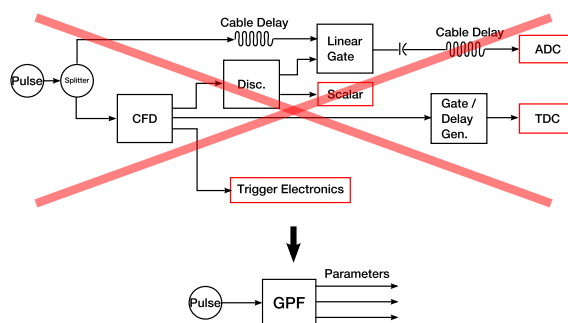 Cable Delay
Cable Delay
Linear
Gate
ADC
Pulse
Splitter
Disc.
Scalar
CFD
Gate /
Delay
Gen.
TDC
Trigger Electronics
Parameters
Pulse
GPF